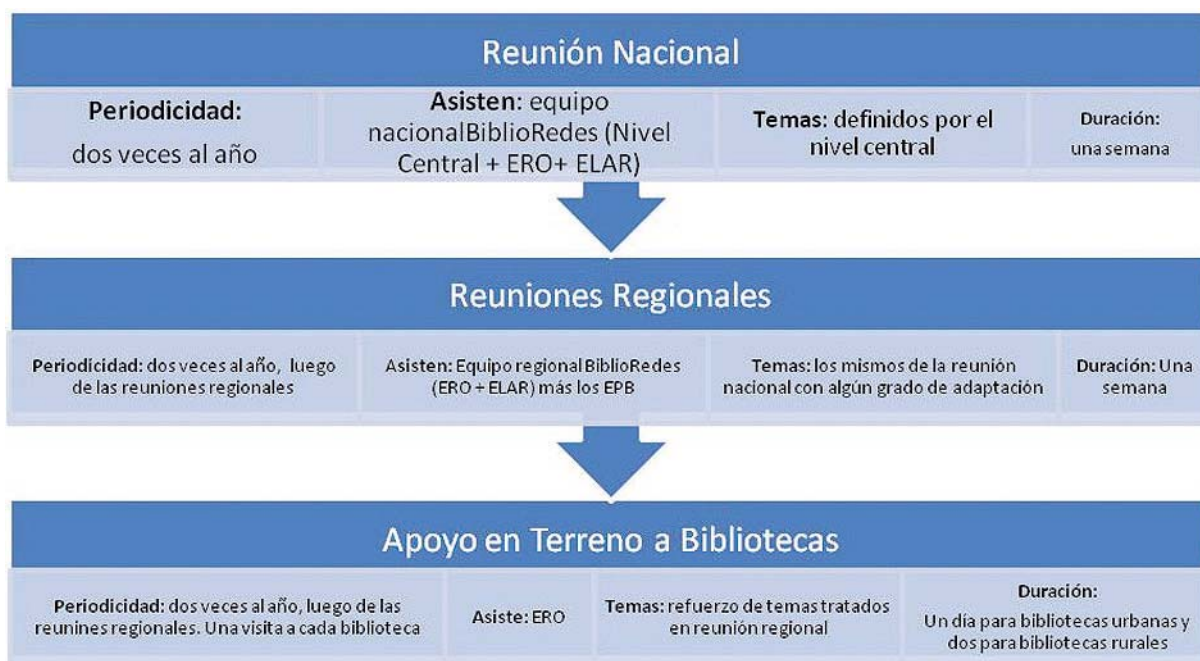 Reunión Nacional
Periodicidad:
dos veces al año
Asisten: equipo
nacionalBiblioRedes (Nivel
Central + ERO+ ELAR)
Temas: definidos por el
nivel central
Duración:
una semana
Reuniones Regionales
Periodicidad: dos veces al año, luego
de las reuniones regionales
Asisten: Equipo regional BiblioRedes
(ERO + ELAR) más los EPB
Temas: los mismos de la reunión
nacional con algún grado de adaptación
Duración: Una
semana
Apoyo en Terreno a Bibliotecas
Periodicidad: dos veces al año, luego de las
reunines regionales. Una visita a cada biblioteca
Asiste: ERO
Temas: refuerzo de temas tratados
en reunión regional
Duración:
Un día para bibliotecas urbanas y
dos para bibliotecas rurales